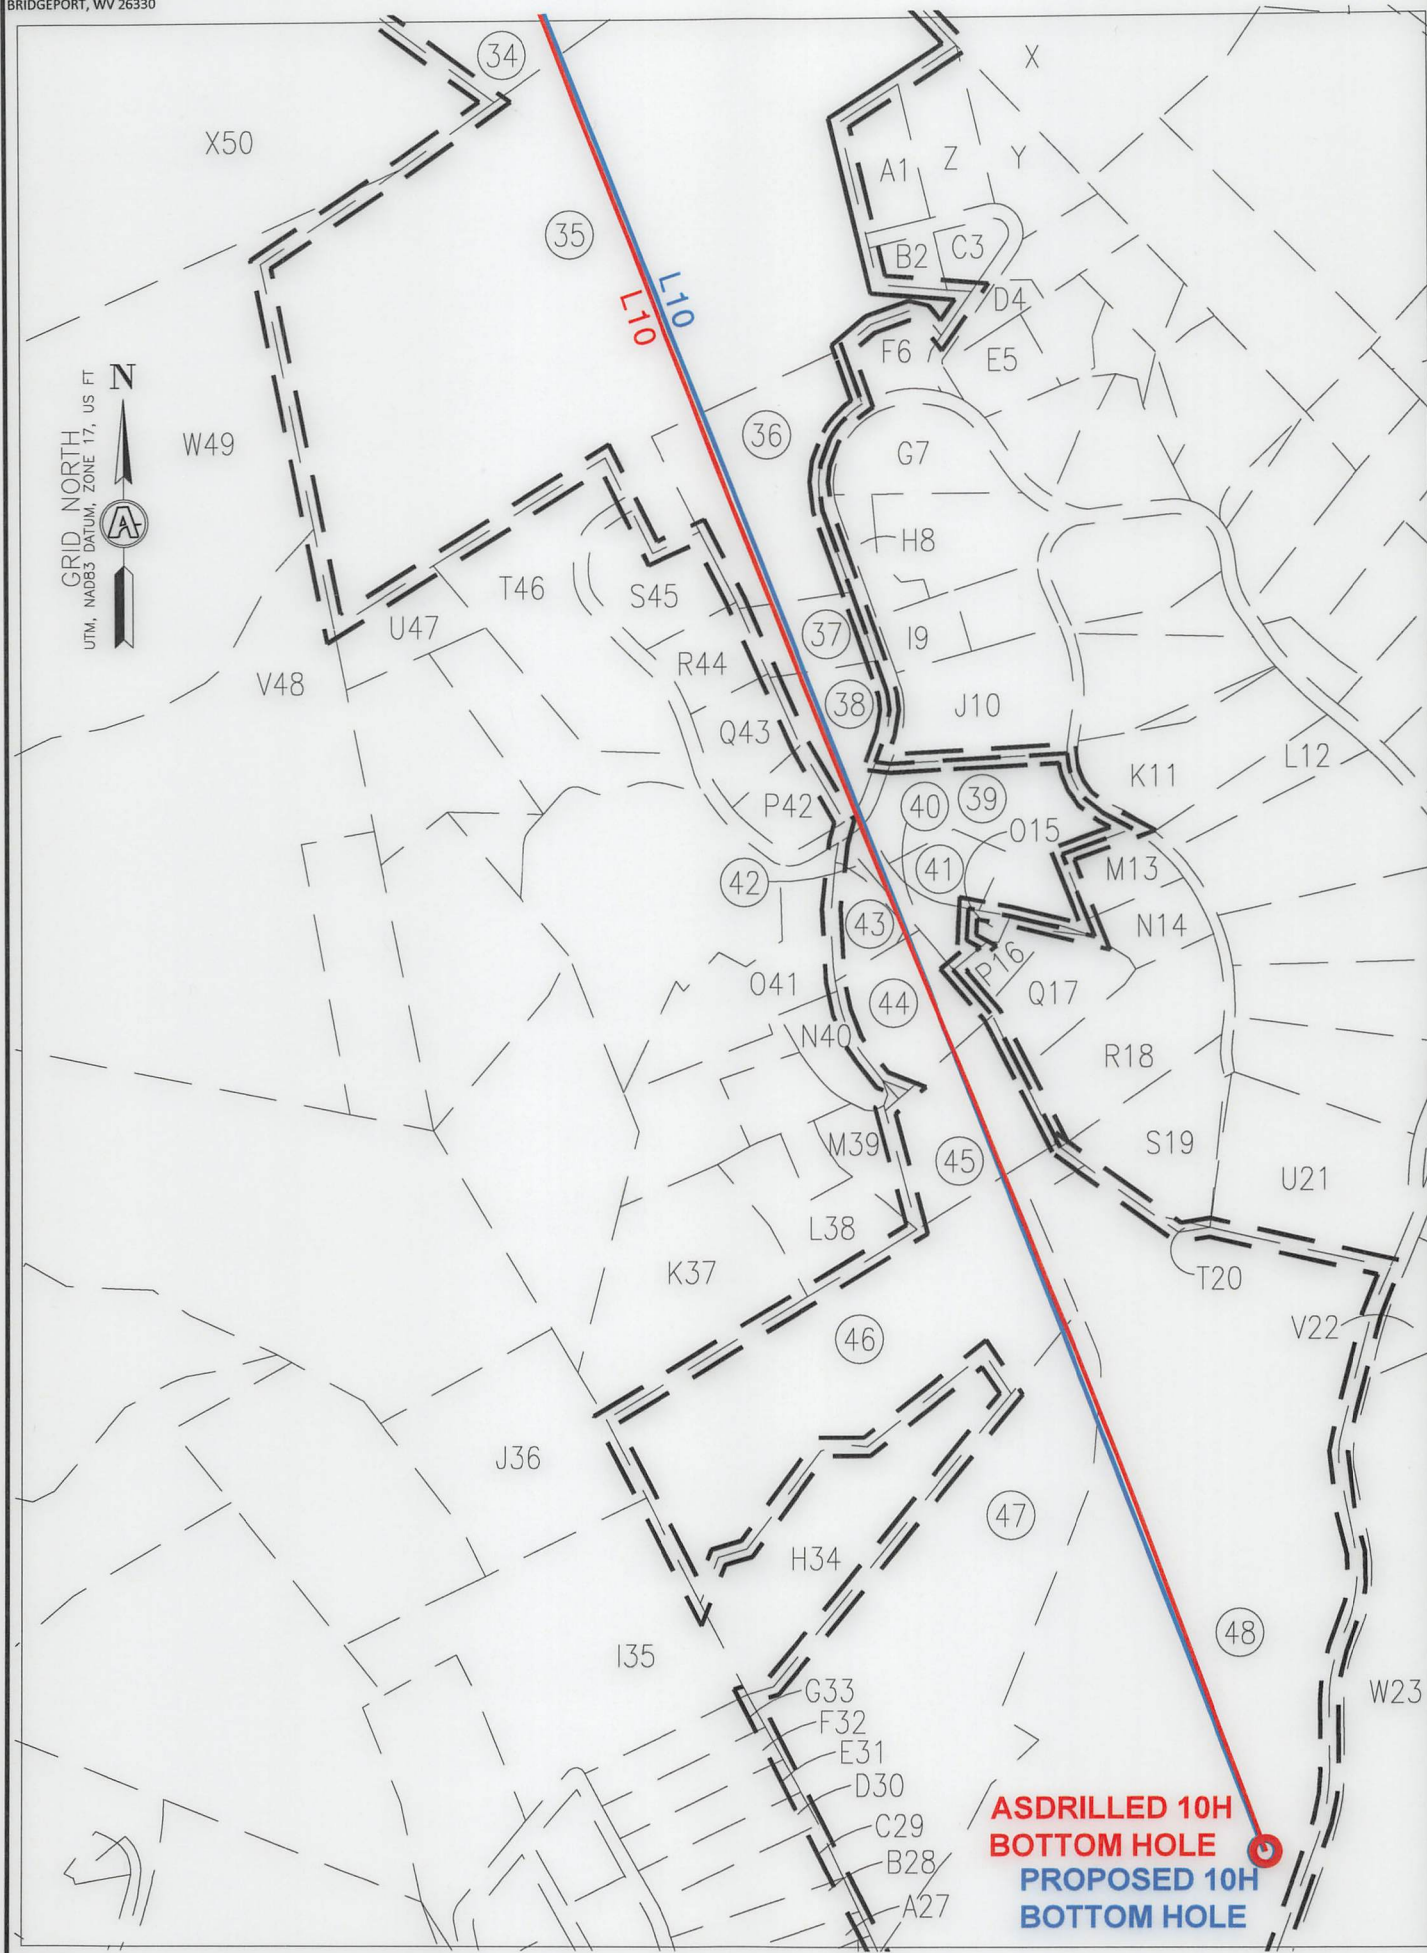 BRIDGEPORT, WV 26330
34
X
X50
A1
Z
Y
35
B2
C3
L10
L10
D4
F6
E5
N
GRID NORTH
UTM, NAD83 DATUM, ZONE 17, US FT
A
W49
36
G7
H8
T46
S45
U47
37
I9
R44
V48
38
J10
Q43
L12
K11
P42
40
39
O15
41
M13
42
43
N14
P16
O41
44
Q17
N40
R18
M39
45
S19
U21
L38
K37
T20
46
V22
J36
47
H34
48
I35
G33
W23
F32
E31
D30
C29
B28
A27
ASDRILLED 10H
BOTTOM HOLE
PROPOSED 10H
BOTTOM HOLE